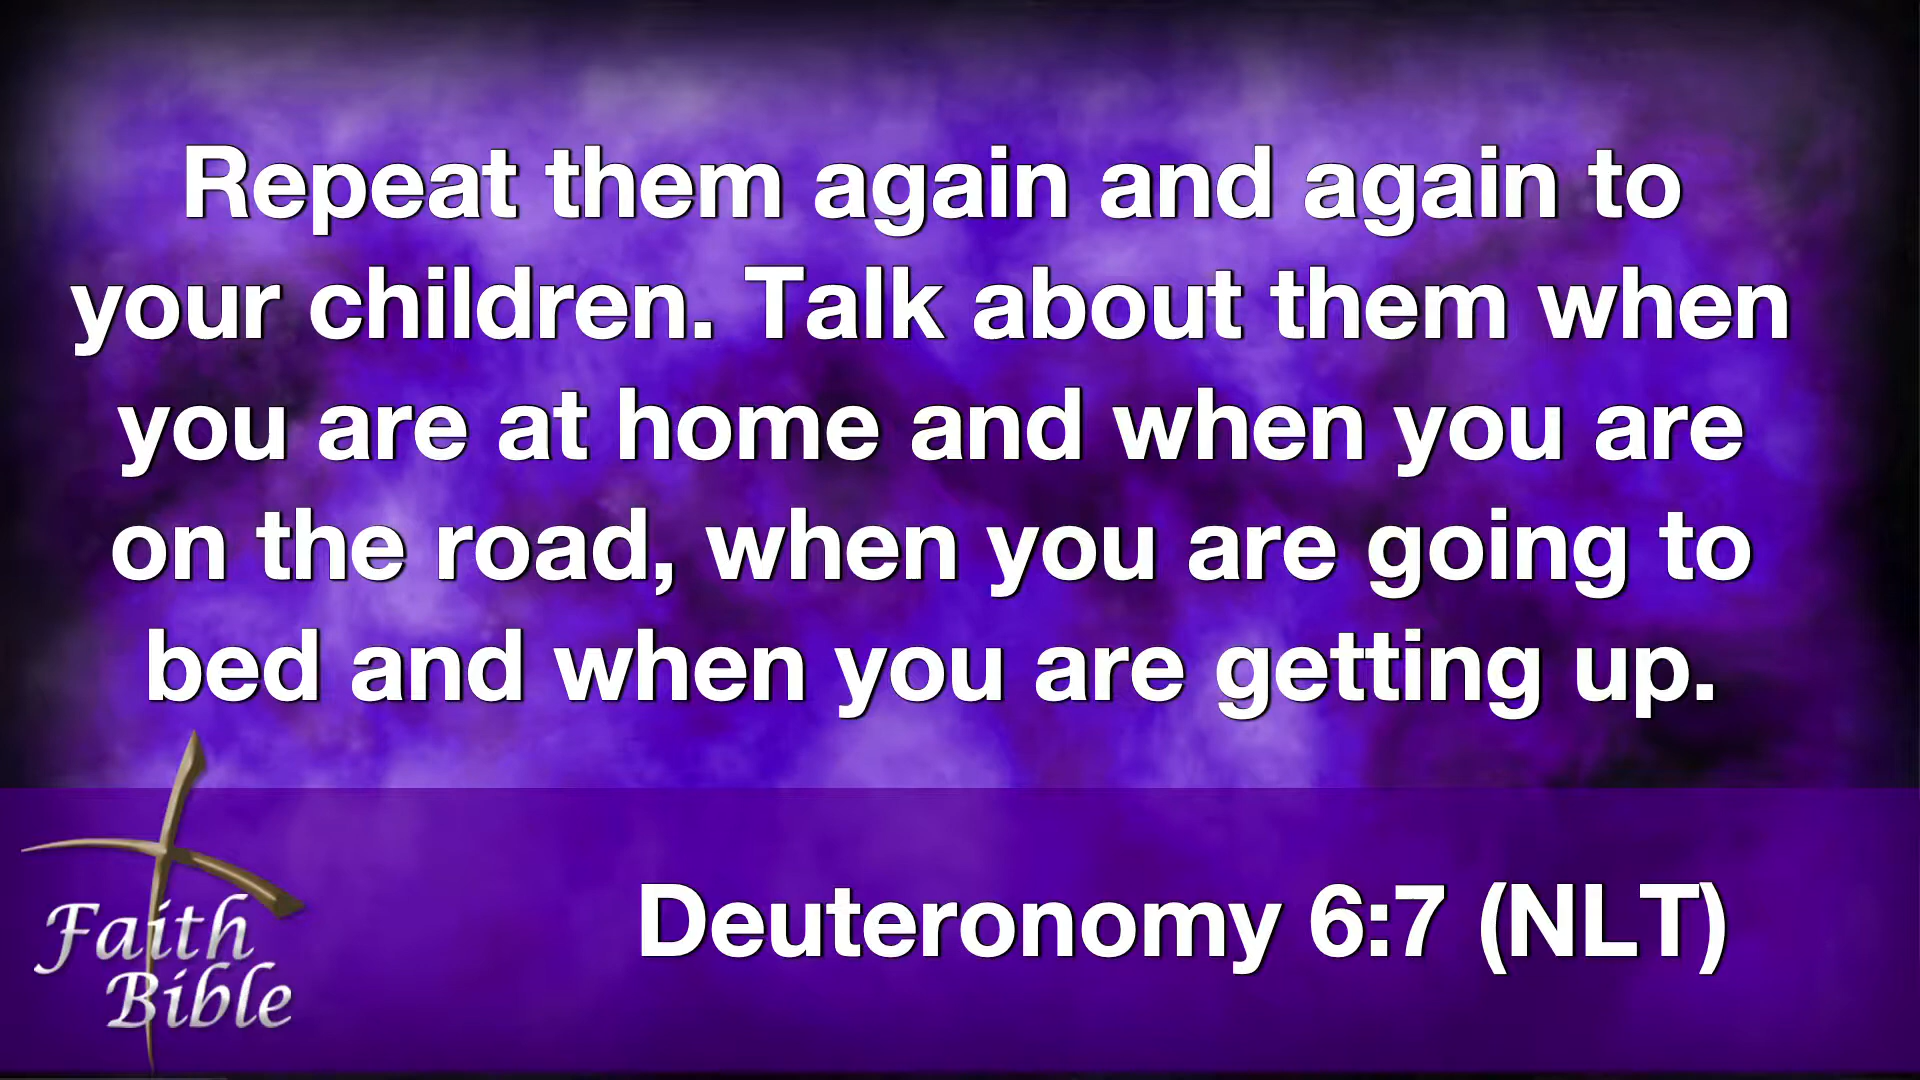 Repeat them again and again to
your children. Talk about them when
you are at home and when you are
on the road, when you are going to
bed and when you are getting up.
Deuteronomy 6:7 (NLT)
Faith
Bible